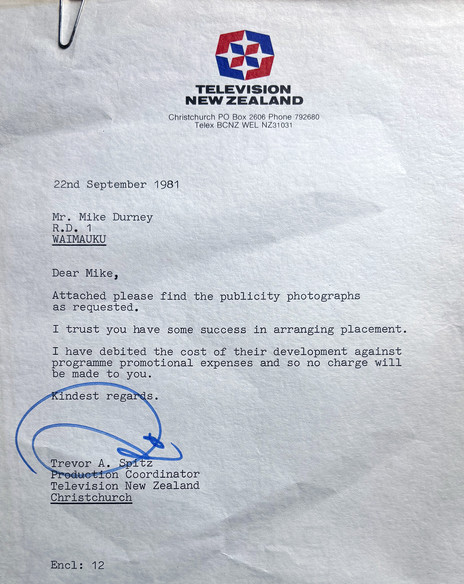 TELEVISION
NEW ZEALAND
Christchurch PO Box 2606 Phone 792680
Telex BCNZ WEL NZ31031
22nd September 1981
Mr. Mike Durney
R.D. 1
WAIMAUKU
Dear Mike,
Attached please find the publicity photographs
as requested.
I trust you have some success in arranging placement.
I have debited the cost of their development against
programme promotional expenses and so no charge will
be made to you.
Kindest regards.
Trevor A. Spitz
Production Coordinator
Television New Zealand
Christchurch
Encl: 12